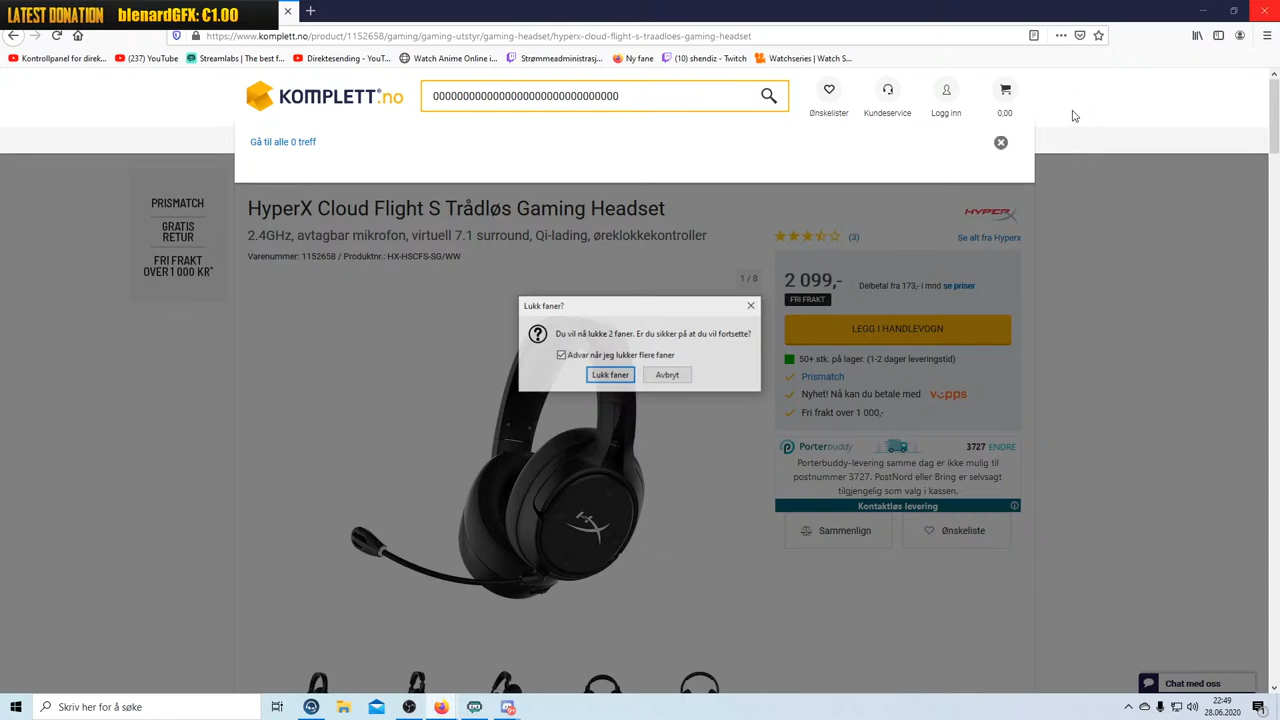 LATEST DONATION blenardGFX: C1.00
https://www.komplett.no/product/1152658/gaming/gaming-utstyr/gaming-headset/hyperx-cloud-flight-s-traadloes-gaming-headset
Kontrollpanel for direk... (237) YouTube Streamlabs | The best f... Direktesending - YouT... Watch Anime Online i... Strømmeadministrasj... Ny fane (10) shendiz - Twitch Watchseries | Watch S...
KOMPLETT.no
0000000000000000000000000000000
Ønskelister
Kundeservice
Logg inn
0,00
Gå til alle 0 treff
PRISMATCH
GRATIS
RETUR
FRI FRAKT
OVER 1 000 KR*
HyperX Cloud Flight S Trådløs Gaming Headset
2.4GHz, avtagbar mikrofon, virtuell 7.1 surround, Qi-lading, øreklokkekontroller
Varenummer: 1152658 / Produktnr.: HX-HSCFS-SG/WW
1 / 8
HYPERX
(3)
Se alt fra Hyperx
2 099,-
Delbetal fra 173,- i mnd se priser
FRI FRAKT
LEGG I HANDLEVOGN
50+ stk. på lager. (1-2 dager leveringstid)
Prismatch
Nyhet! Nå kan du betale med vipps
Fri frakt over 1 000,-
Porterbuddy 3727 ENDRE
Porterbuddy-levering samme dag er ikke mulig til
postnummer 3727. PostNord eller Bring er selvsagt
tilgjengelig som valg i kassen.
Kontaktløs levering
Sammenlign
Ønskeliste
Lukk faner?
Du vil nå lukke 2 faner. Er du sikker på at du vil fortsette?
Advar når jeg lukker flere faner
Lukk faner
Avbryt
Chat med oss
Skriv her for å søke
22:49
28.06.2020